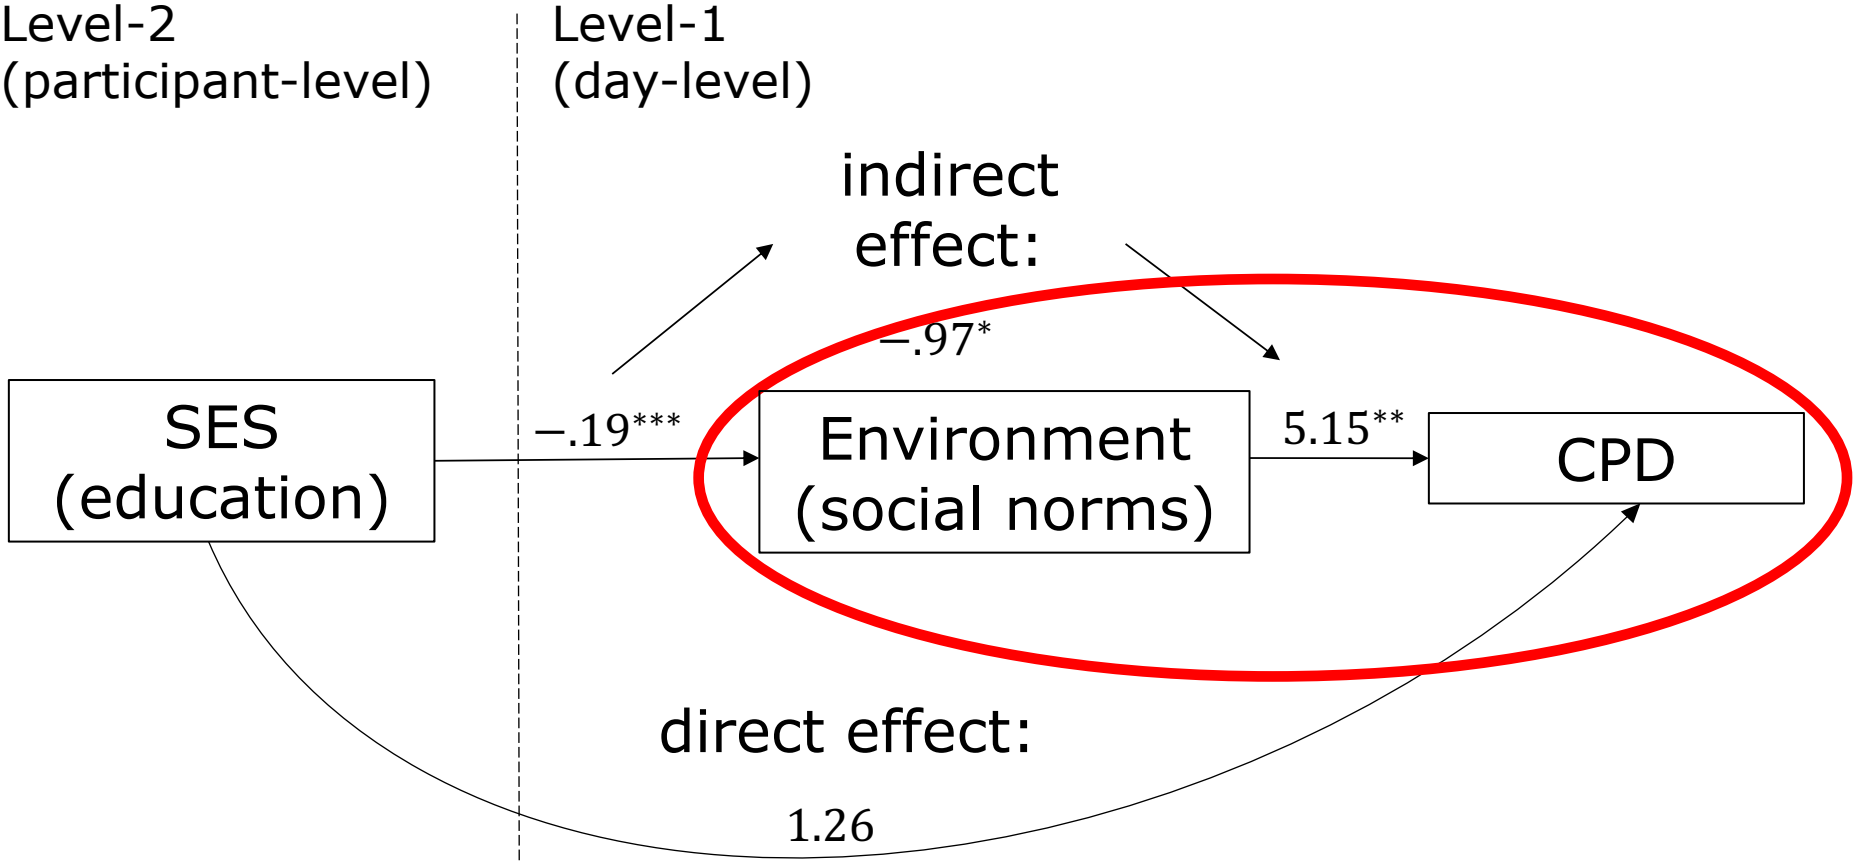 Level-2
(participant-level)
Level-1
(day-level)
indirect
effect:
−.97*
SES
(education)
−.19***
Environment
(social norms)
5.15**
CPD
direct effect:
1.26